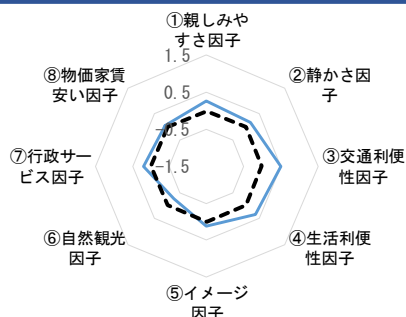 ①親しみや
すさ因子
1.5
②静かさ因
子
⑧物価家賃
安い因子
0.5
-0.5
⑦行政サー
ビス因子
-1.5
③交通利便
性因子
⑥自然観光
因子
④生活利便
性因子
⑤イメージ
因子